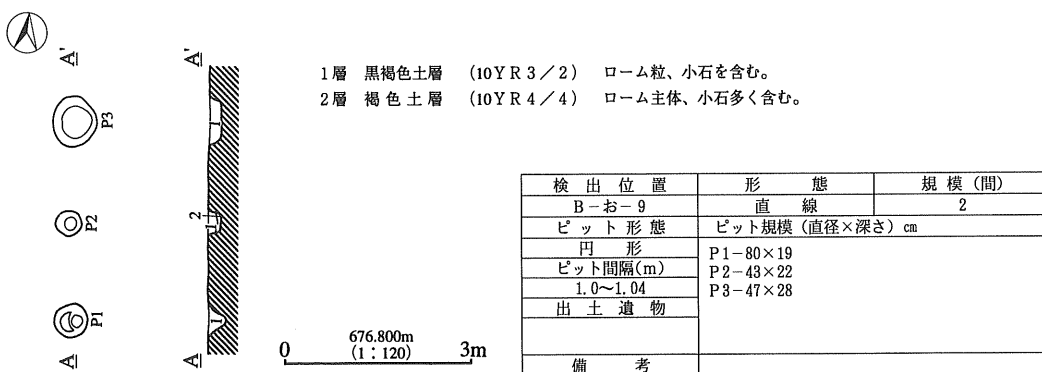 A'
A'
1層 黒褐色土層 (10YR3/2) ローム粒、小石を含む。
2層 褐色土層 (10YR4/4) ローム主体、小石多く含む。
P3
1
P2
2
1
P1
1
A
A
676.800m
(1:120)
0 3m
検出位置 形態 規模(間)
B-お-9 直線 2
ピット形態 ピット規模(直径×深さ)cm
円形
P1-80×19
ピット間隔(m)
P2-43×22
1.0~1.04
P3-47×28
出土遺物
備考